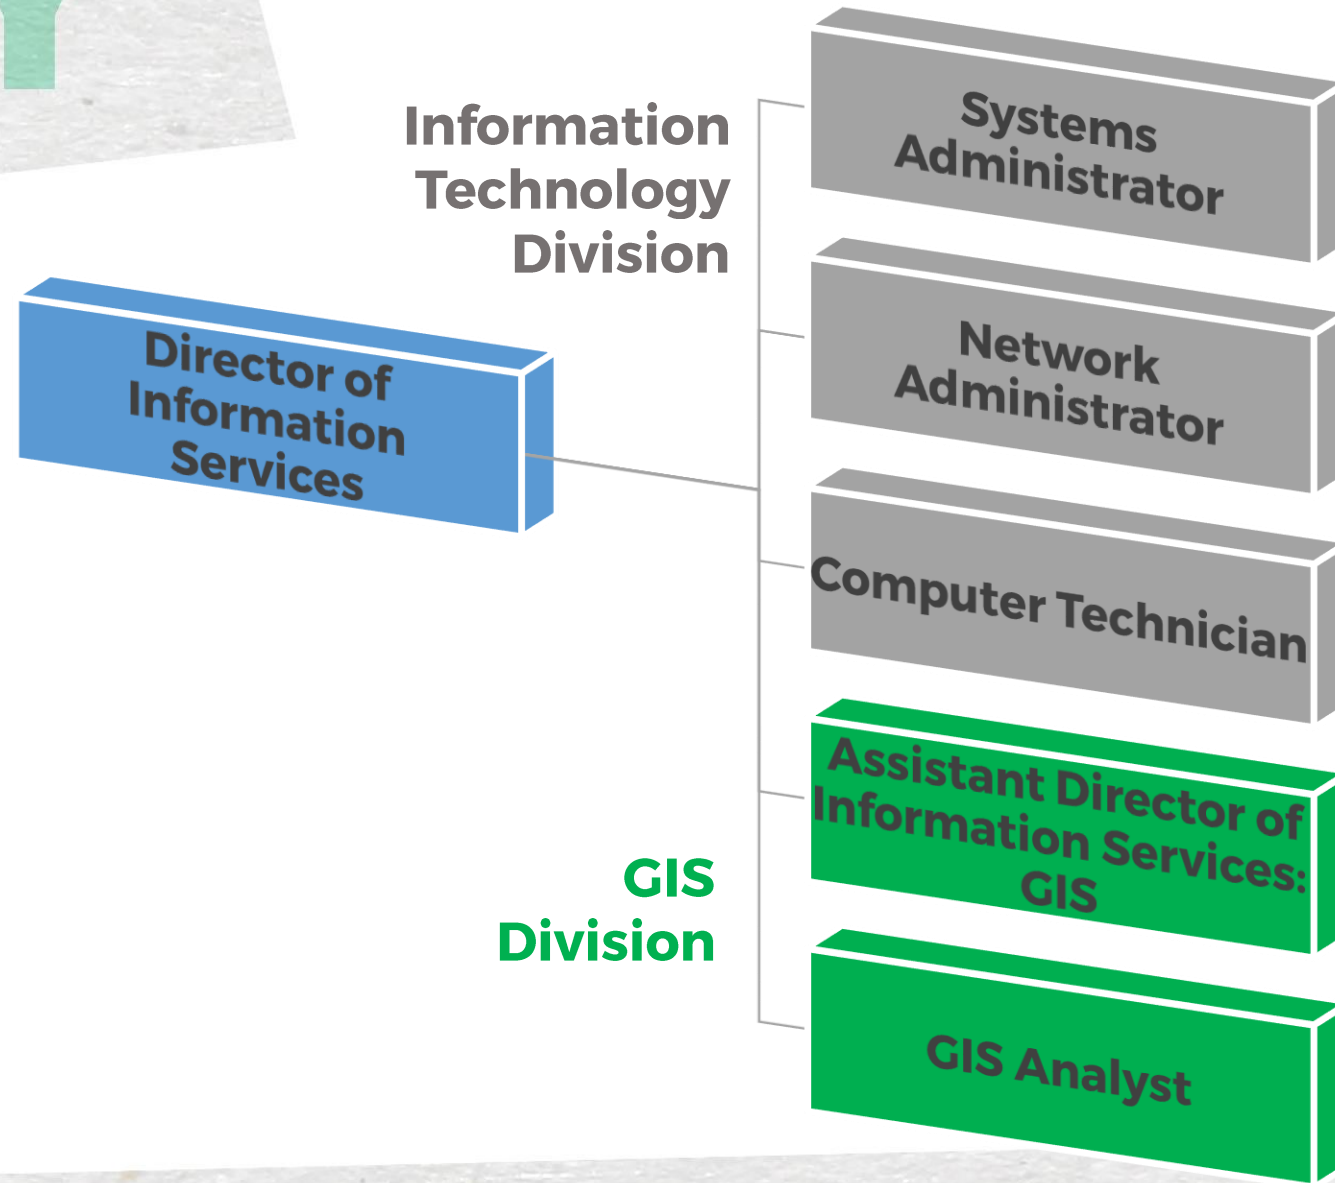 Information
Technology
Division
Director of
Information
Services
Systems
Administrator
Network
Administrator
Computer Technician
GIS
Division
Assistant Director of
Information Services:
GIS
GIS Analyst